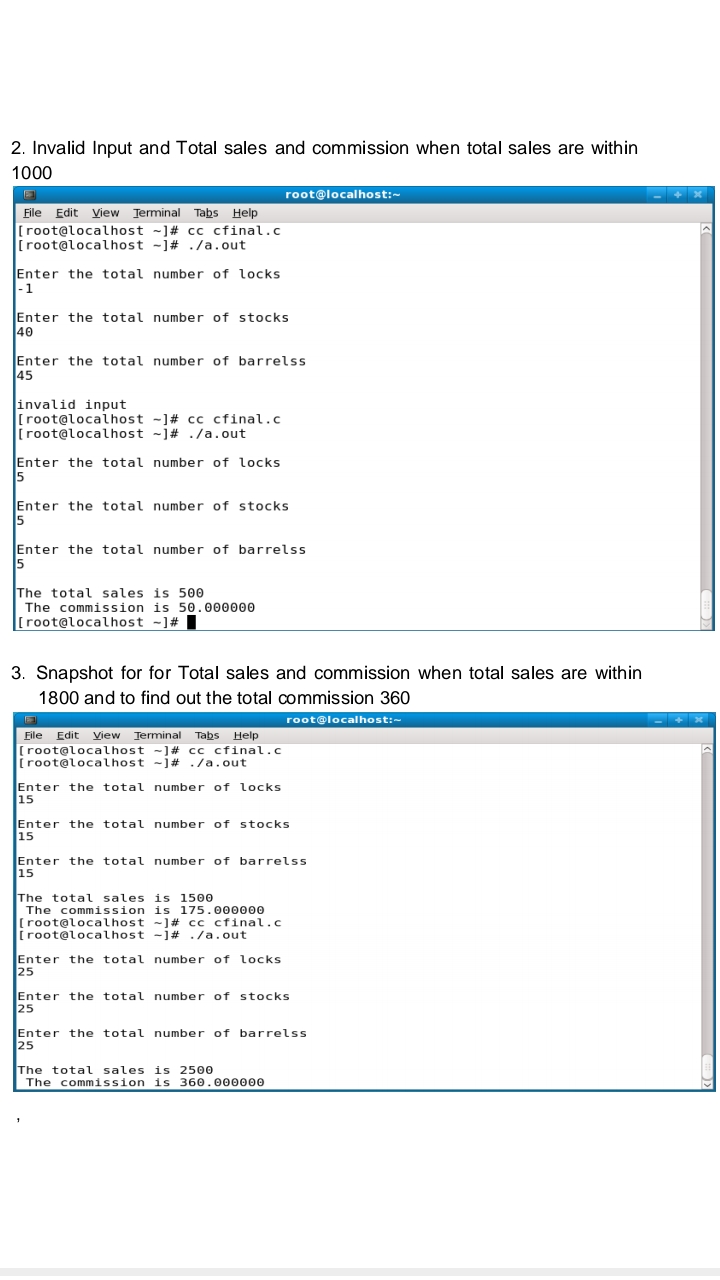 2. Invalid Input and Total sales and commission when total sales are within
1000
root@localhost:~
File Edit View Terminal Tabs Help
[root@localhost ~]# cc cfinal.c
[root@localhost ~]# ./a.out
Enter the total number of locks
-1
Enter the total number of stocks
40
Enter the total number of barrelss
45
invalid input
[root@localhost ~]# cc cfinal.c
[root@localhost ~]# ./a.out
Enter the total number of locks
5
Enter the total number of stocks
5
Enter the total number of barrelss
5
The total sales is 500
The commission is 50.000000
[root@localhost ~]#
3. Snapshot for for Total sales and commission when total sales are within
1800 and to find out the total commission 360
root@localhost:~
File Edit View Terminal Tabs Help
[root@localhost ~]# cc cfinal.c
[root@localhost ~]# ./a.out
Enter the total number of locks
15
Enter the total number of stocks
15
Enter the total number of barrelss
15
The total sales is 1500
The commission is 175.000000
[root@localhost ~]# cc cfinal.c
[root@localhost ~]# ./a.out
Enter the total number of locks
25
Enter the total number of stocks
25
Enter the total number of barrelss
25
The total sales is 2500
The commission is 360.000000
,